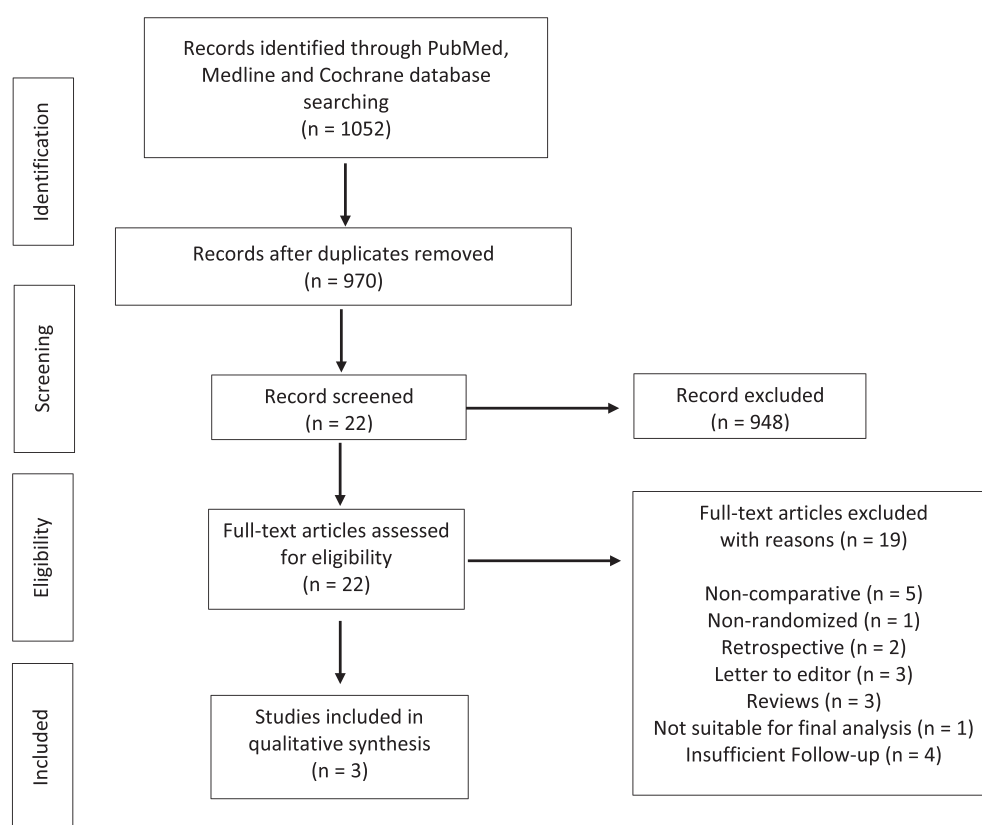 Identification
Records identified through PubMed,
Medline and Cochrane database
searching
(n = 1052)
Records after duplicates removed
(n = 970)
Screening
Record screened
(n = 22)
Record excluded
(n = 948)
Eligibility
Full-text articles assessed
for eligibility
(n = 22)
Full-text articles excluded
with reasons (n = 19)
Non-comparative (n = 5)
Non-randomized (n = 1)
Retrospective (n = 2)
Letter to editor (n = 3)
Reviews (n = 3)
Not suitable for final analysis (n = 1)
Insufficient Follow-up (n = 4)
Included
Studies included in
qualitative synthesis
(n = 3)